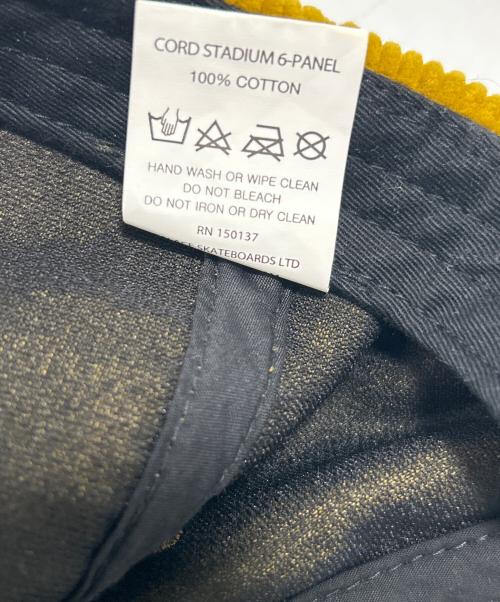 CORD STADIUM 6-PANEL
100% COTTON
HAND WASH OR WIPE CLEAN
DO NOT BLEACH
DO NOT IRON OR DRY CLEAN
RN 150137
SKATEBOARDS LTD